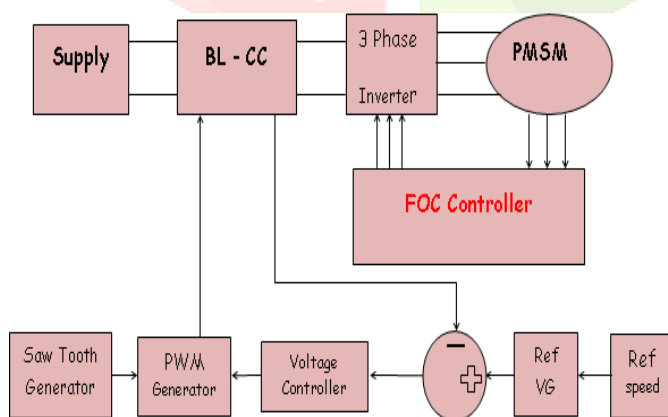 Supply
BL - CC
3 Phase
Inverter
PMSM
FOC Controller
Saw Tooth
Generator
PWM
Generator
Voltage
Controller
Ref
VG
Ref
speed